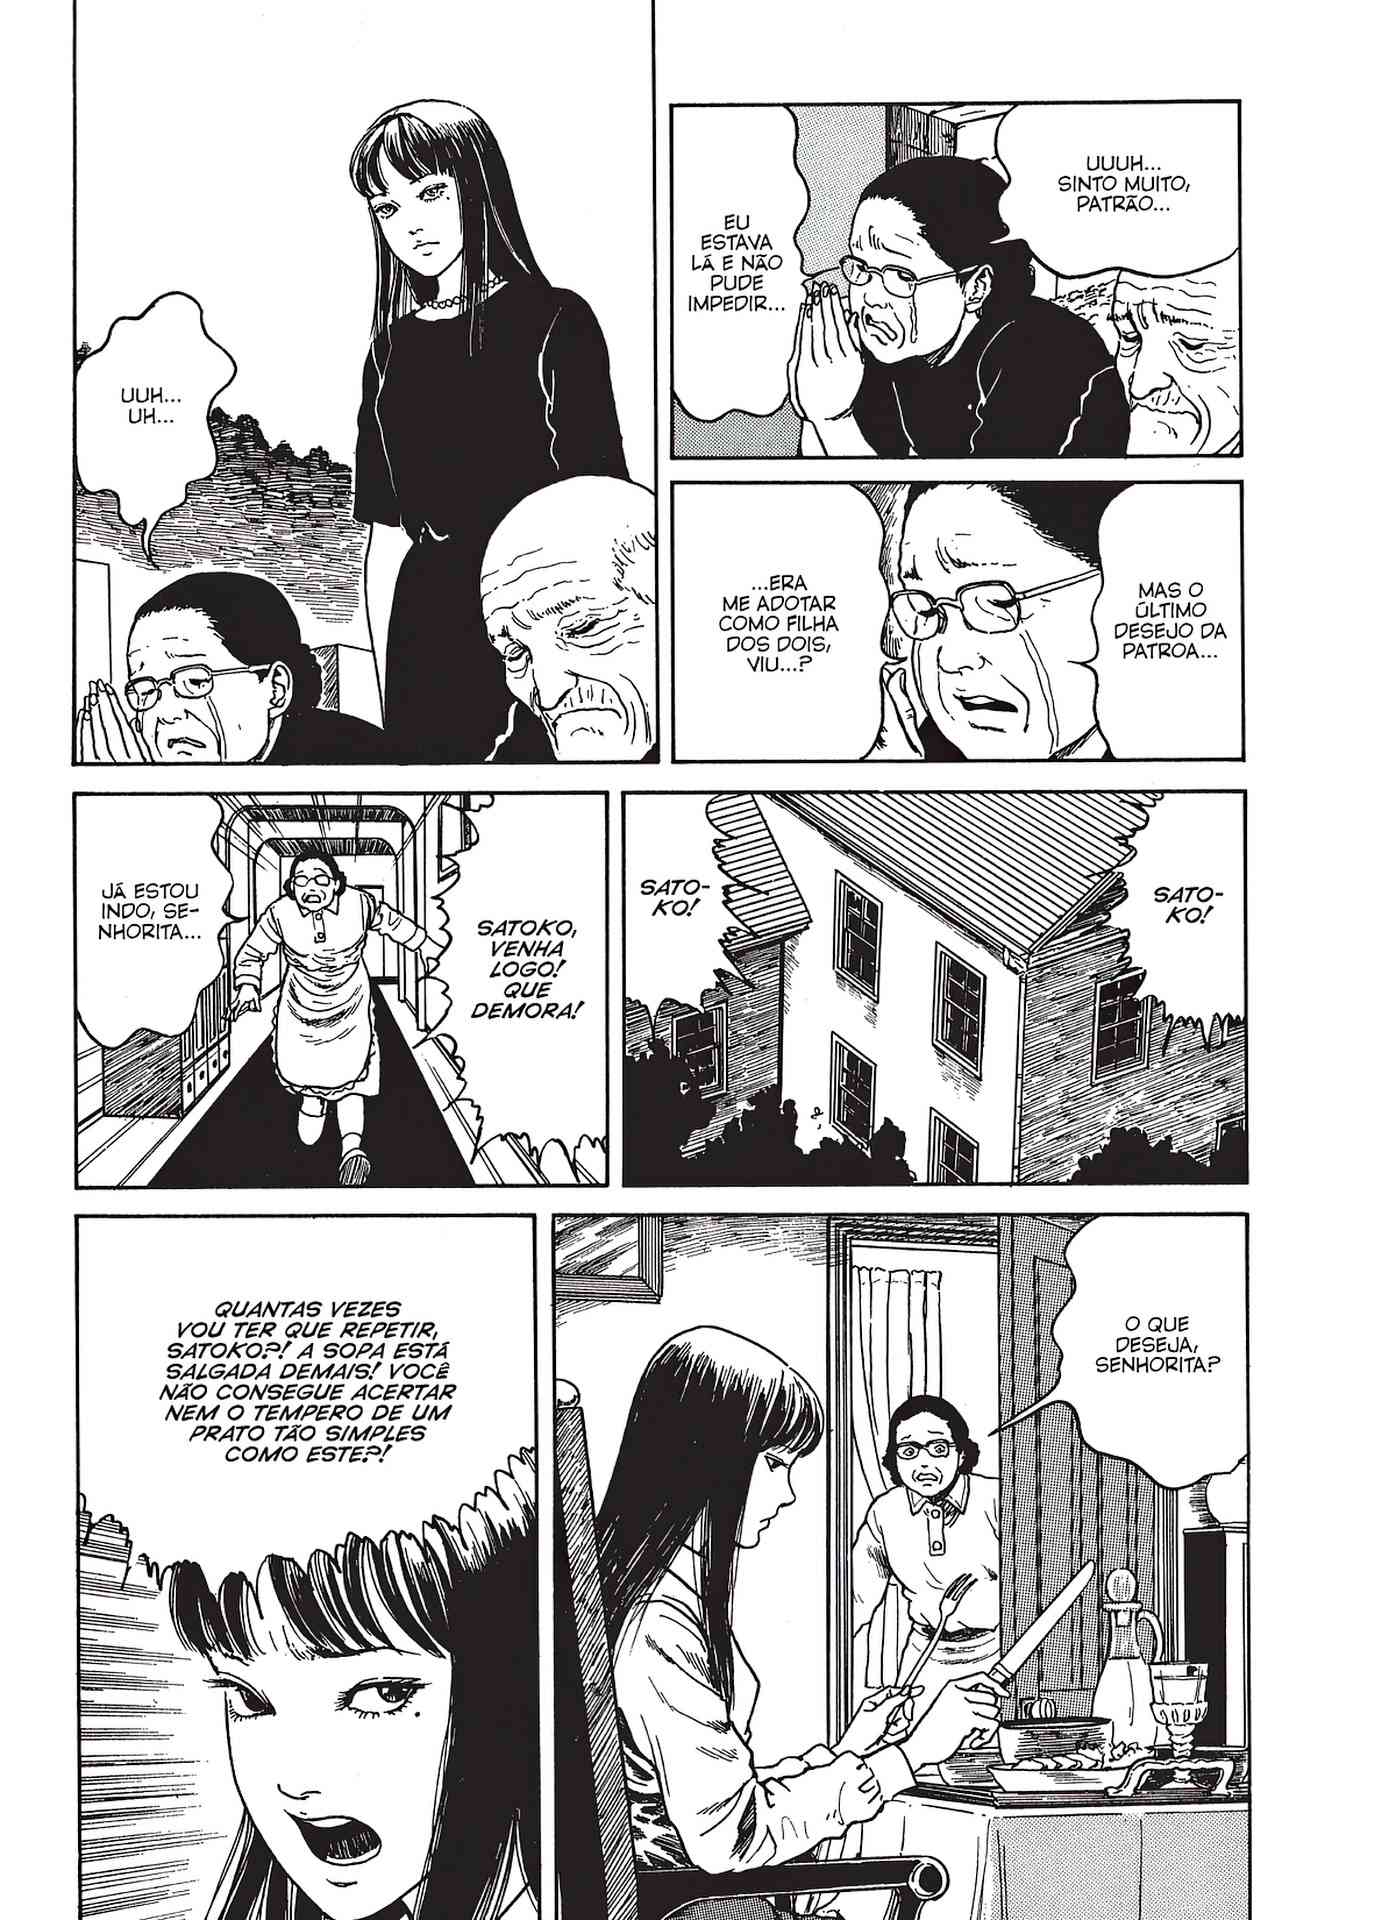 UUUH...
SINTO MUITO,
PATRÃO...
EU
ESTAVA
LÁ E NÃO
PUDE
IMPEDIR...
MAS O
ÚLTIMO
DESEJO DA
PATROA...
...ERA
ME ADOTAR
COMO FILHA
DOS DOIS,
VIU...?
UUH...
UH...
SATO-
KO!
SATO-
KO!
SATOKO,
VENHA
LOGO!
QUE
DEMORA!
JÁ ESTOU
INDO, SE-
NHORITA...
O QUE
DESEJA,
SENHORITA?
QUANTAS VEZES
VOU TER QUE REPETIR,
SATOKO?! A SOPA ESTÁ
SALGADA DEMAIS! VOCÊ
NÃO CONSEGUE ACERTAR
NEM O TEMPERO DE UM
PRATO TÃO SIMPLES
COMO ESTE?!